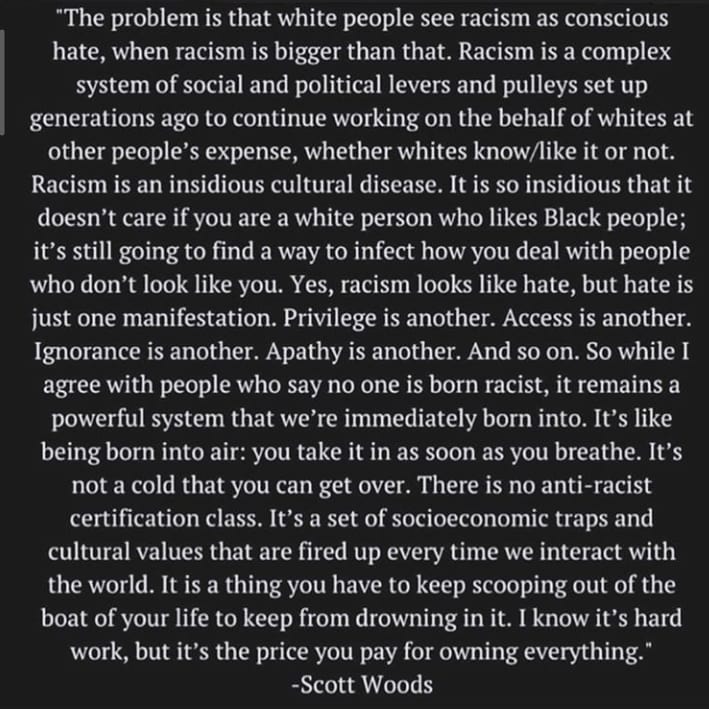 "The problem is that white people see racism as conscious
hate, when racism is bigger than that. Racism is a complex
system of social and political levers and pulleys set up
generations ago to continue working on the behalf of whites at
other people’s expense, whether whites know/like it or not.
Racism is an insidious cultural disease. It is so insidious that it
doesn’t care if you are a white person who likes Black people;
it’s still going to find a way to infect how you deal with people
who don’t look like you. Yes, racism looks like hate, but hate is
just one manifestation. Privilege is another. Access is another.
Ignorance is another. Apathy is another. And so on. So while I
agree with people who say no one is born racist, it remains a
powerful system that we’re immediately born into. It’s like
being born into air: you take it in as soon as you breathe. It’s
not a cold that you can get over. There is no anti-racist
certification class. It’s a set of socioeconomic traps and
cultural values that are fired up every time we interact with
the world. It is a thing you have to keep scooping out of the
boat of your life to keep from drowning in it. I know it’s hard
work, but it’s the price you pay for owning everything."
-Scott Woods